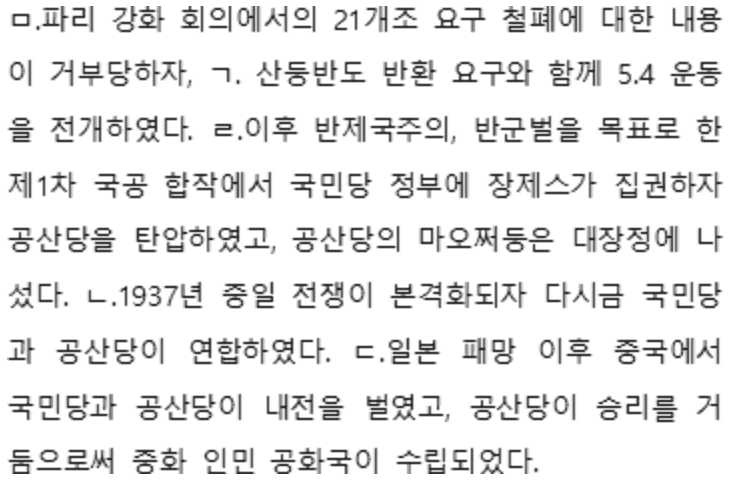 ㅁ.파리 강화 회의에서의 21개조 요구 철폐에 대한 내용
이 거부당하자, ㄱ. 산둥반도 반환 요구와 함께 5.4 운동
을 전개하였다. ㄹ.이후 반제국주의, 반군벌을 목표로 한
제1차 국공 합작에서 국민당 정부에 장제스가 집권하자
공산당을 탄압하였고, 공산당의 마오쩌둥은 대장정에 나
섰다. ㄴ.1937년 중일 전쟁이 본격화되자 다시금 국민당
과 공산당이 연합하였다. ㄷ.일본 패망 이후 중국에서
국민당과 공산당이 내전을 벌였고, 공산당이 승리를 거
둠으로써 중화 인민 공화국이 수립되었다.